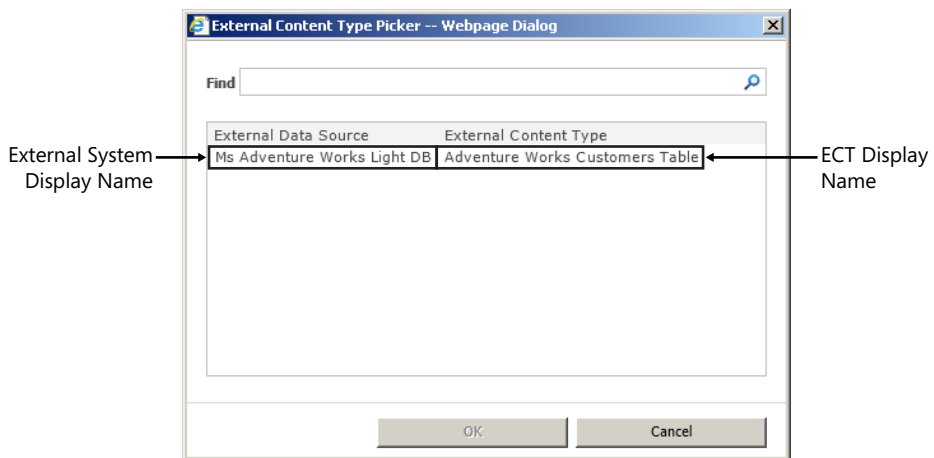 External Content Type Picker -- Webpage Dialog
Find
External Data Source External Content Type
Ms Adventure Works Light DB Adventure Works Customers Table
External System
Display Name
ECT Display
Name
OK Cancel